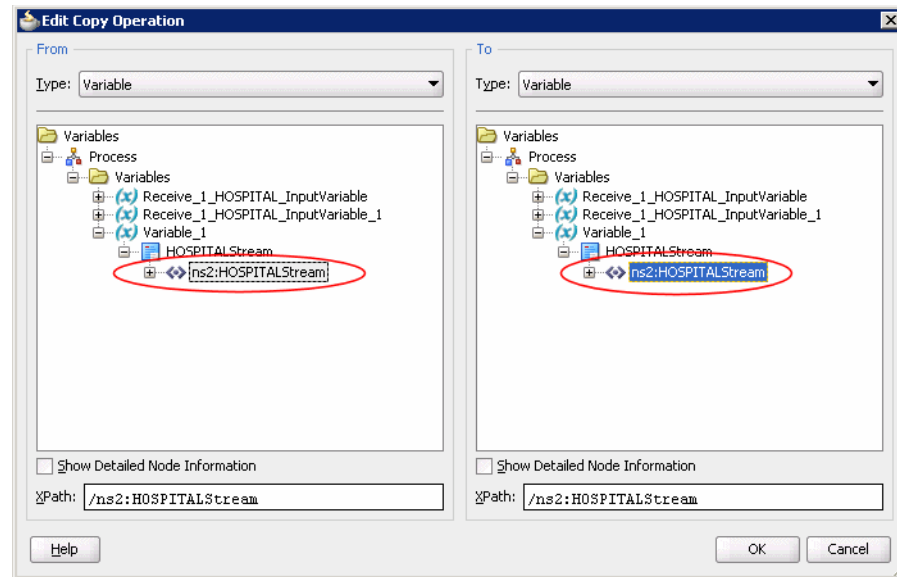 Edit Copy Operation
From
Type: Variable
Variables
Process
Variables
Receive_1_HOSPITAL_InputVariable
Receive_1_HOSPITAL_InputVariable_1
Variable_1
HOSPITALStream
ns2:HOSPITALStream
Show Detailed Node Information
XPath: /ns2:HOSPITALStream
To
Type: Variable
Variables
Process
Variables
Receive_1_HOSPITAL_InputVariable
Receive_1_HOSPITAL_InputVariable_1
Variable_1
HOSPITALStream
ns2:HOSPITALStream
Show Detailed Node Information
XPath: /ns2:HOSPITALStream
Help
OK
Cancel